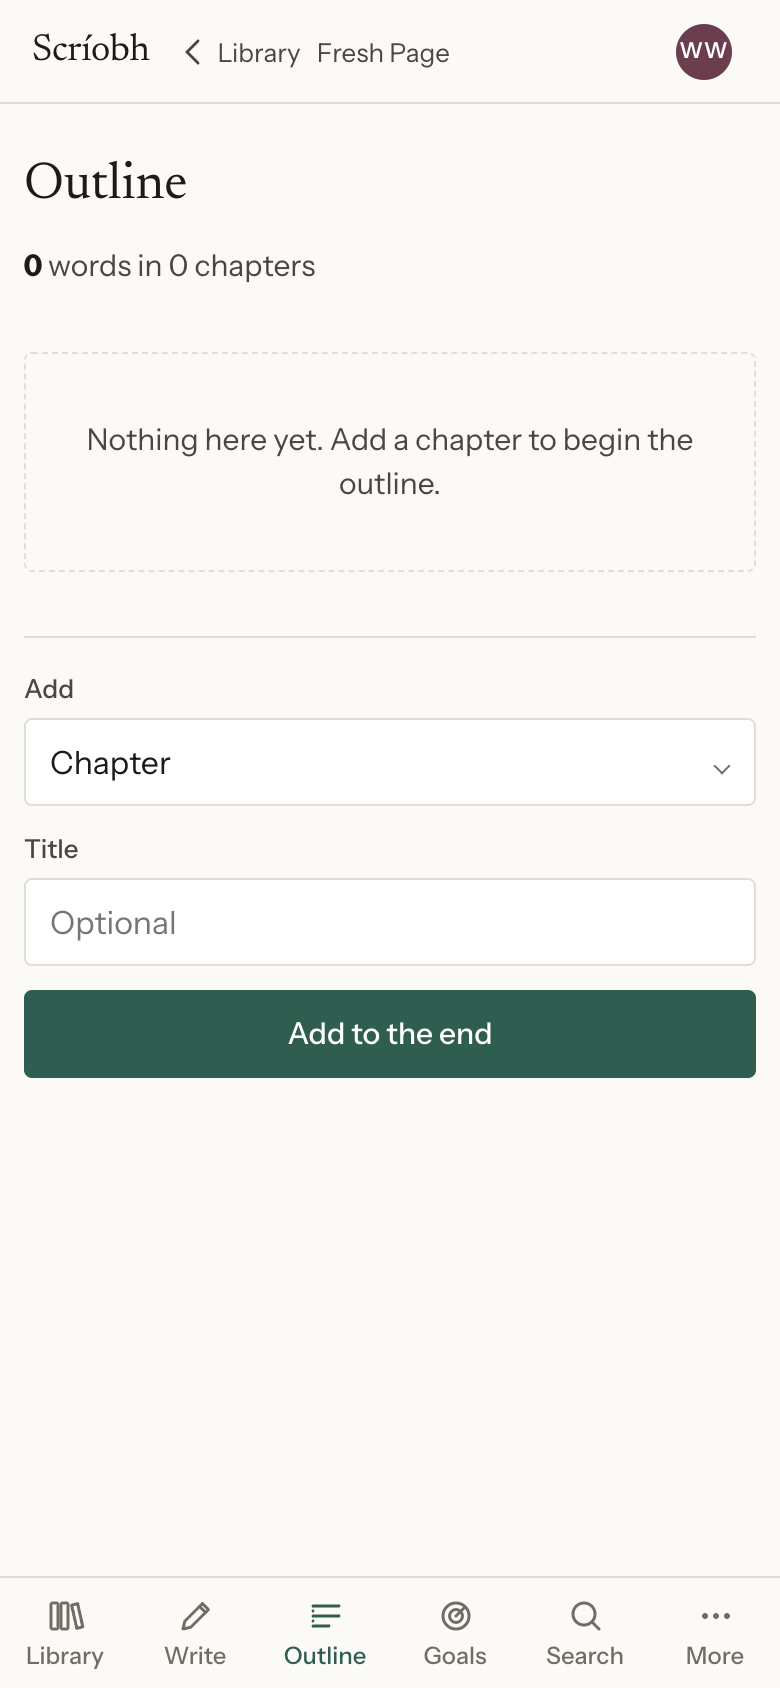 Scríobh
Library Fresh Page
WW
Outline
0 words in 0 chapters
Nothing here yet. Add a chapter to begin the
outline.
Add
Chapter
Title
Optional
Add to the end
Library Write Outline Goals Search More